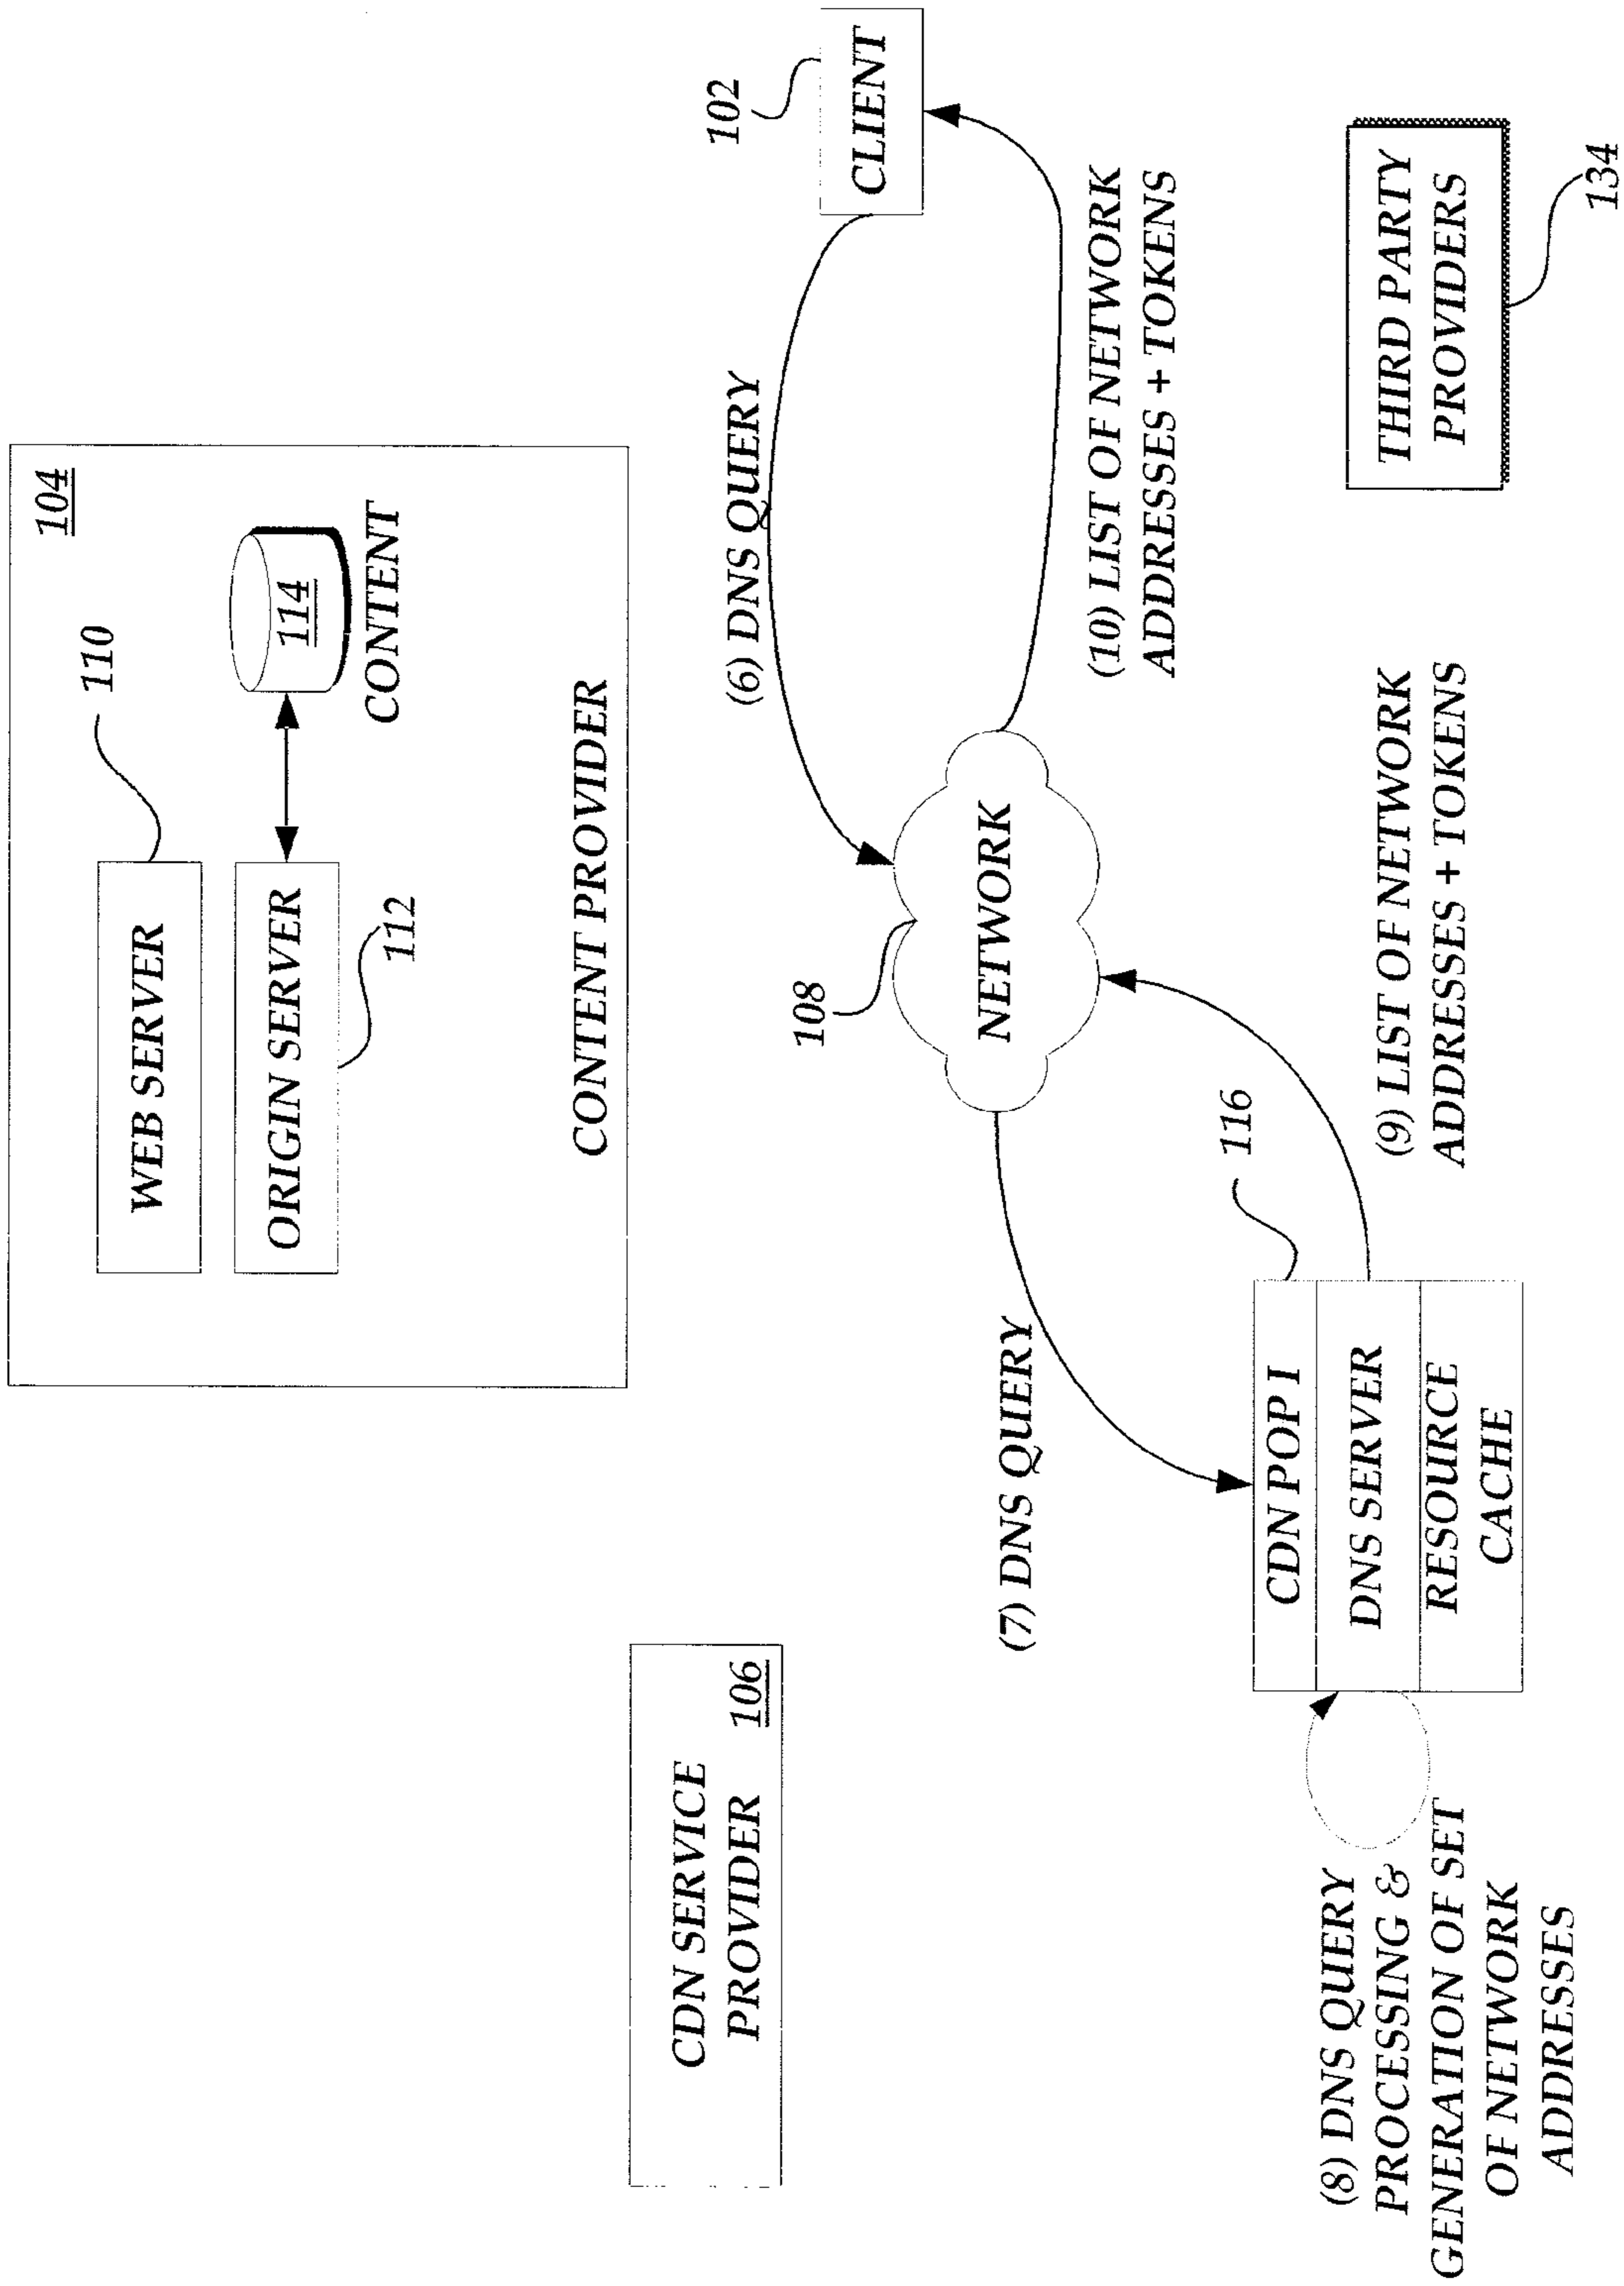 102
CLIENT
(6) DNS QUERY
(10) LIST OF NETWORK
ADDRESSES + TOKENS
THIRD PARTY
PROVIDERS
134
104
110
WEB SERVER
ORIGIN SERVER
112
114
CONTENT
CONTENT PROVIDER
108
NETWORK
(7) DNS QUERY
116
(9) LIST OF NETWORK
ADDRESSES + TOKENS
CDN POP I
DNS SERVER
RESOURCE
CACHE
CDN SERVICE
PROVIDER
106
(8) DNS QUERY
PROCESSING &
GENERATION OF SET
OF NETWORK
ADDRESSES